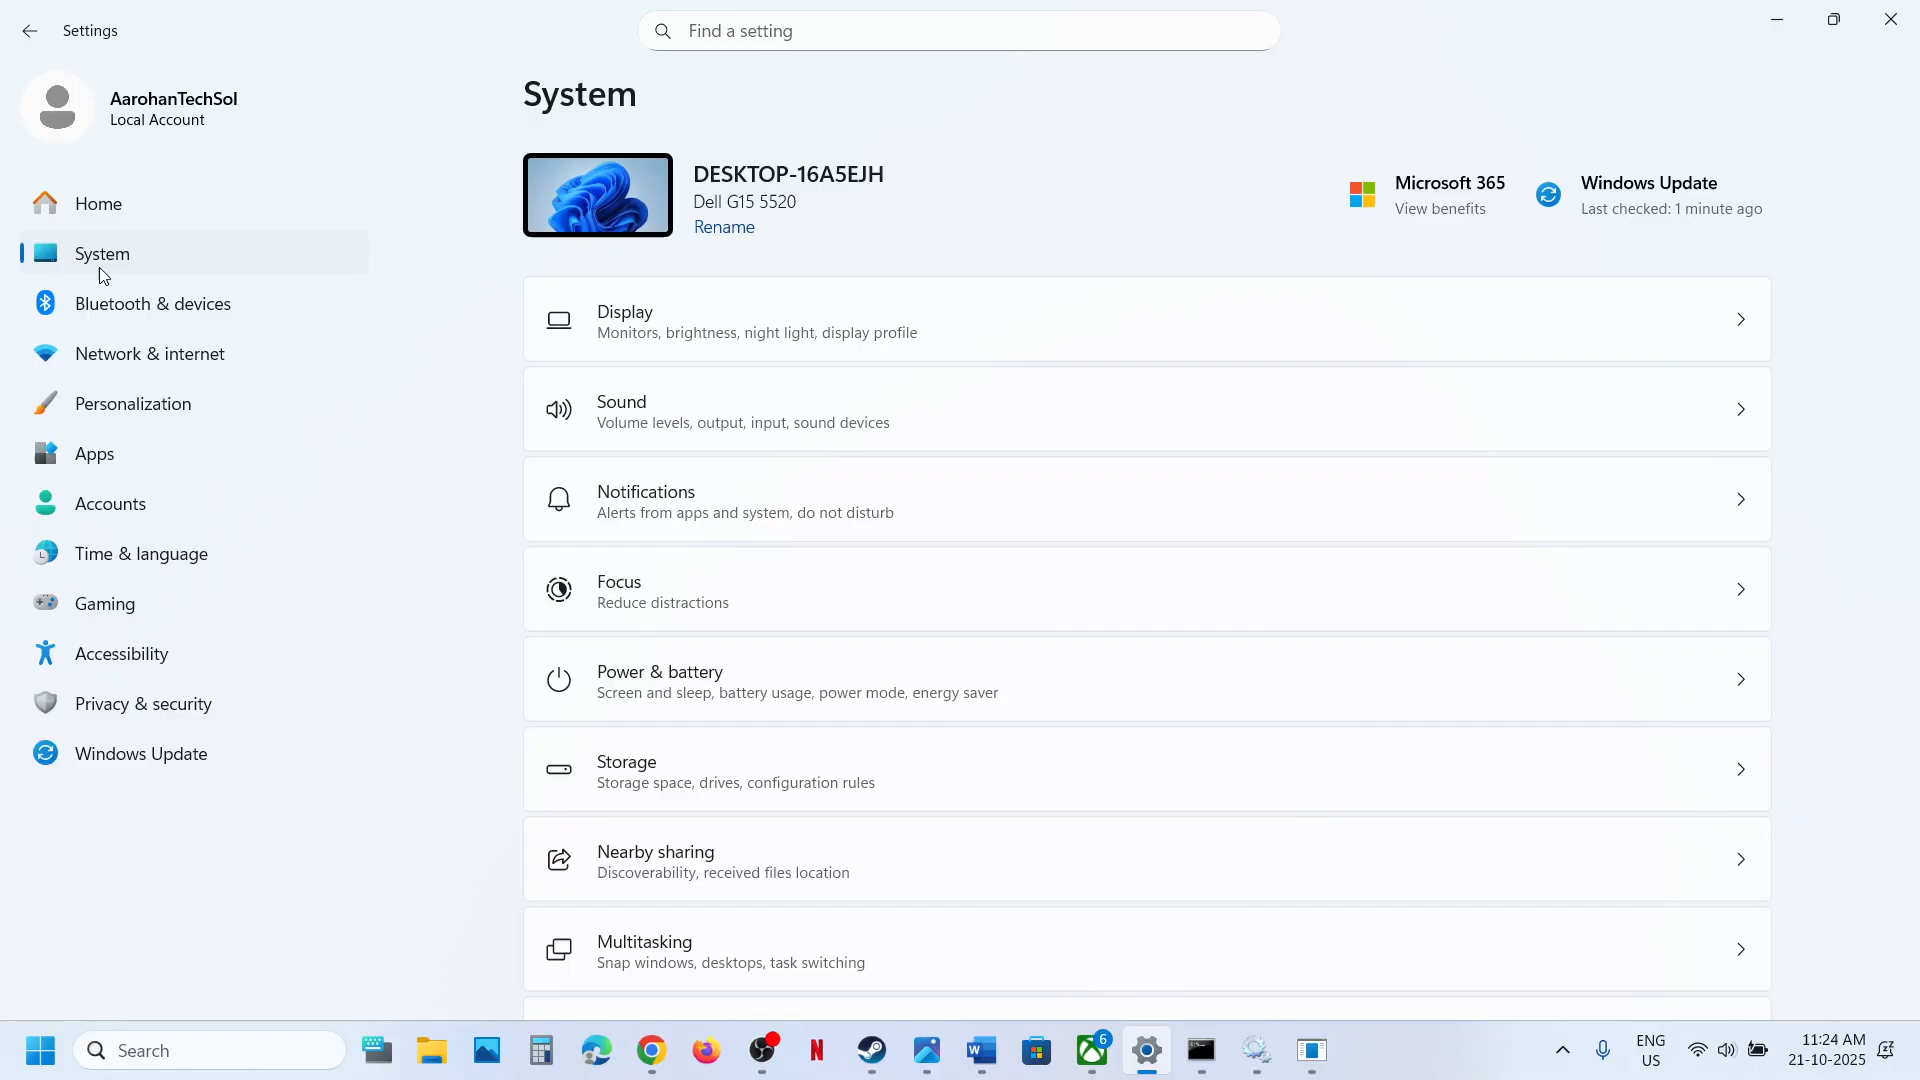 Settings
Find a setting
AarohanTechSol
Local Account
Home
System
Bluetooth & devices
Network & internet
Personalization
Apps
Accounts
Time & language
Gaming
Accessibility
Privacy & security
Windows Update
System
DESKTOP-16A5EJH
Dell G15 5520
Rename
Microsoft 365
View benefits
Windows Update
Last checked: 1 minute ago
Display
Monitors, brightness, night light, display profile
Sound
Volume levels, output, input, sound devices
Notifications
Alerts from apps and system, do not disturb
Focus
Reduce distractions
Power & battery
Screen and sleep, battery usage, power mode, energy saver
Storage
Storage space, drives, configuration rules
Nearby sharing
Discoverability, received files location
Multitasking
Snap windows, desktops, task switching
Search
6
ENG
US
11:24 AM
21-10-2025